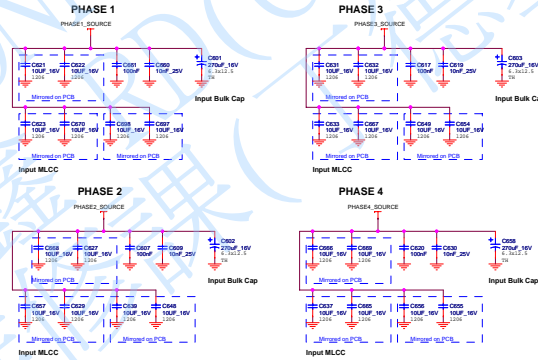 PHASE 1
PHASE1_SOURCE
C621
10UF_16V
1206
C622
10UF_16V
1206
C661
100nF
C660
10nF_25V
C601
270uF_16V
6.3x12.5
TH
Mirrored on PCB
Input Bulk Cap
C623
10UF_16V
1206
C670
10UF_16V
1206
C698
10UF_16V
1206
C697
10UF_16V
1206
Mirrored on PCB
Mirrored on PCB
Input MLCC
PHASE 3
PHASE3_SOURCE
C631
10UF_16V
1206
C632
10UF_16V
1206
C617
100nF
C619
10nF_25V
C603
270uF_16V
6.3x12.5
TH
Mirrored on PCB
Input Bulk Ca
C633
10UF_16V
1206
C667
10UF_16V
1206
C649
10UF_16V
1206
C654
10UF_16V
1206
Mirrored on PCB
Mirrored on PCB
Input MLCC
PHASE 2
PHASE2_SOURCE
C668
10UF_16V
1206
C627
10UF_16V
1206
C607
100nF
C609
10nF_25V
C602
270uF_16V
6.3x12.5
TH
Mirrored on PCB
Input Bulk Cap
C657
10UF_16V
1206
C629
10UF_16V
1206
C639
10UF_16V
1206
C648
10UF_16V
1206
Mirrored on PCB
Mirrored on PCB
Input MLCC
PHASE 4
PHASE4_SOURCE
C666
10UF_16V
1206
C669
10UF_16V
1206
C620
100nF
C630
10nF_25V
C658
270uF_16V
6.3x12.5
TH
Mirrored on PCB
Input Bulk Cap
C637
10UF_16V
1206
C665
10UF_16V
1206
C656
10UF_16V
1206
C655
10UF_16V
1206
Mirrored on PCB
Mirrored on PCB
Input MLCC